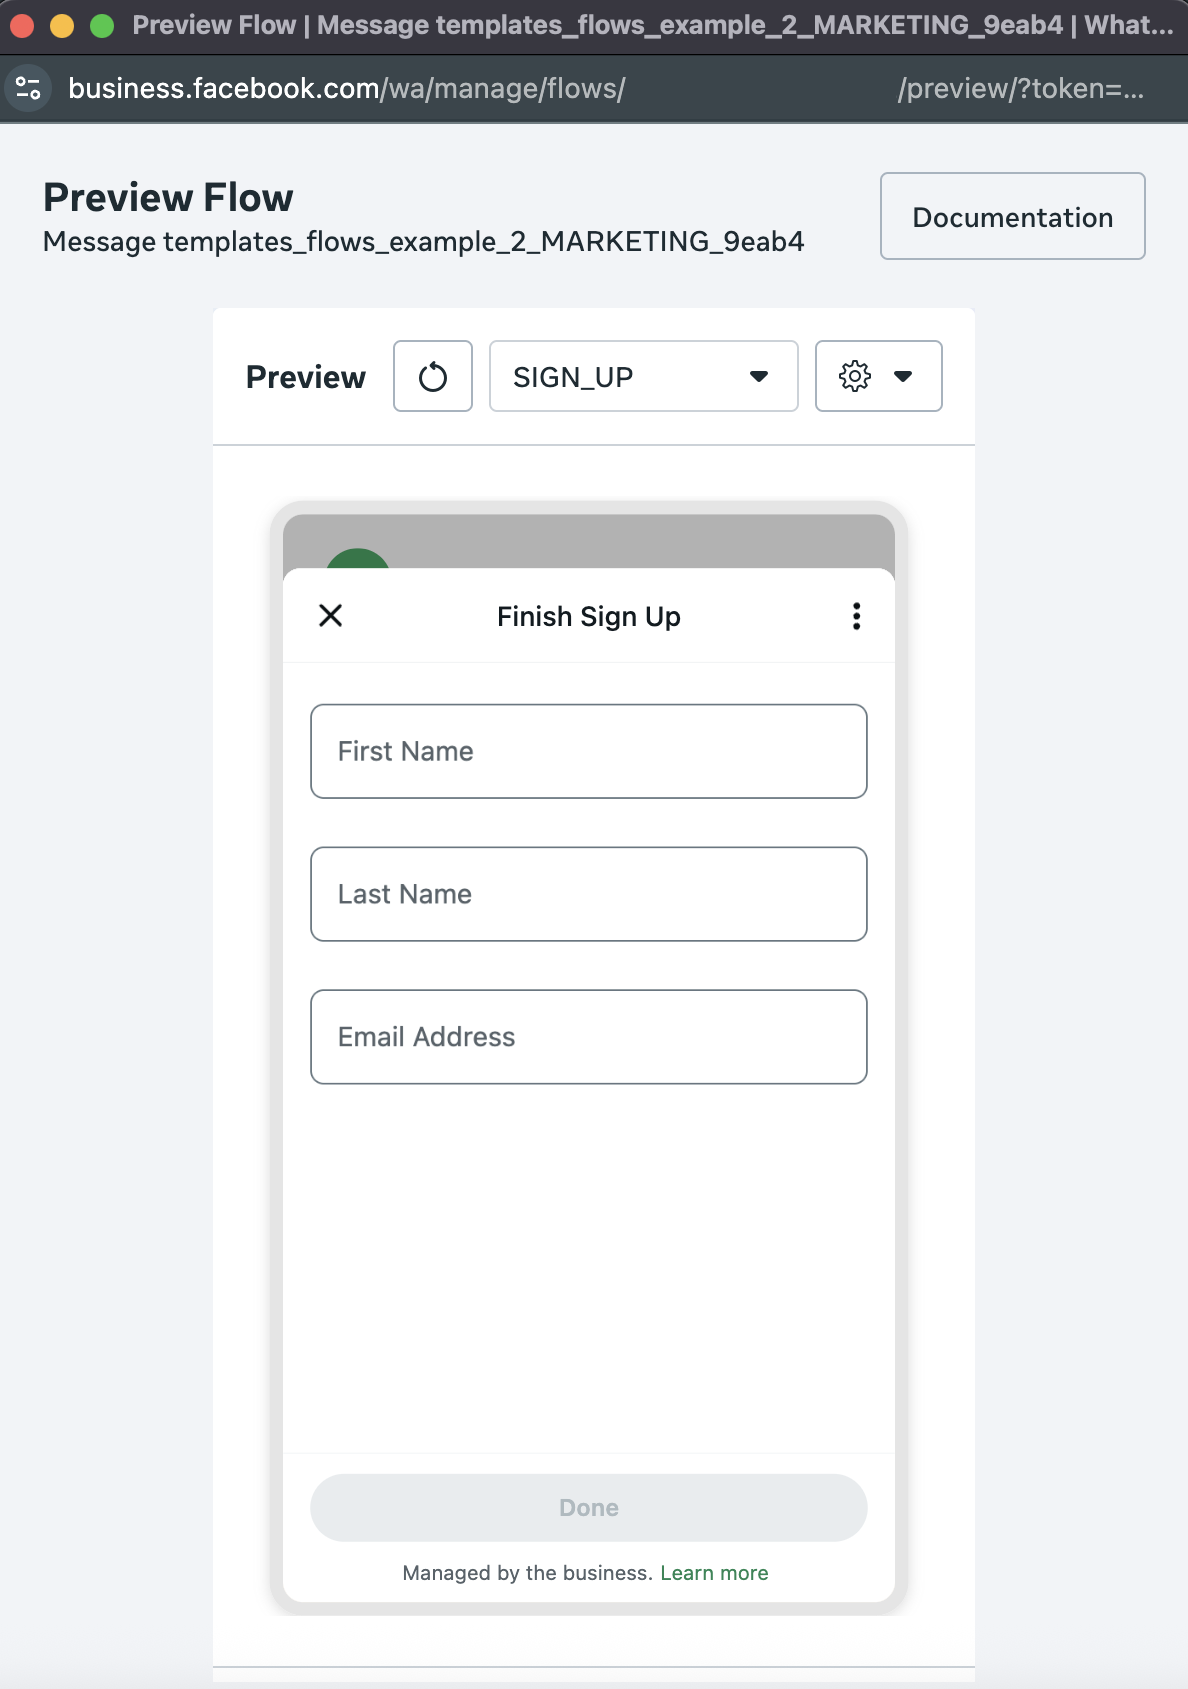 Preview Flow | Message templates_flows_example_2_MARKETING_9eab4 | What...
business.facebook.com/wa/manage/flows/ /preview/?token=...
Preview Flow
Message templates_flows_example_2_MARKETING_9eab4
Documentation
Preview
SIGN_UP
Finish Sign Up
First Name
Last Name
Email Address
Done
Managed by the business. Learn more